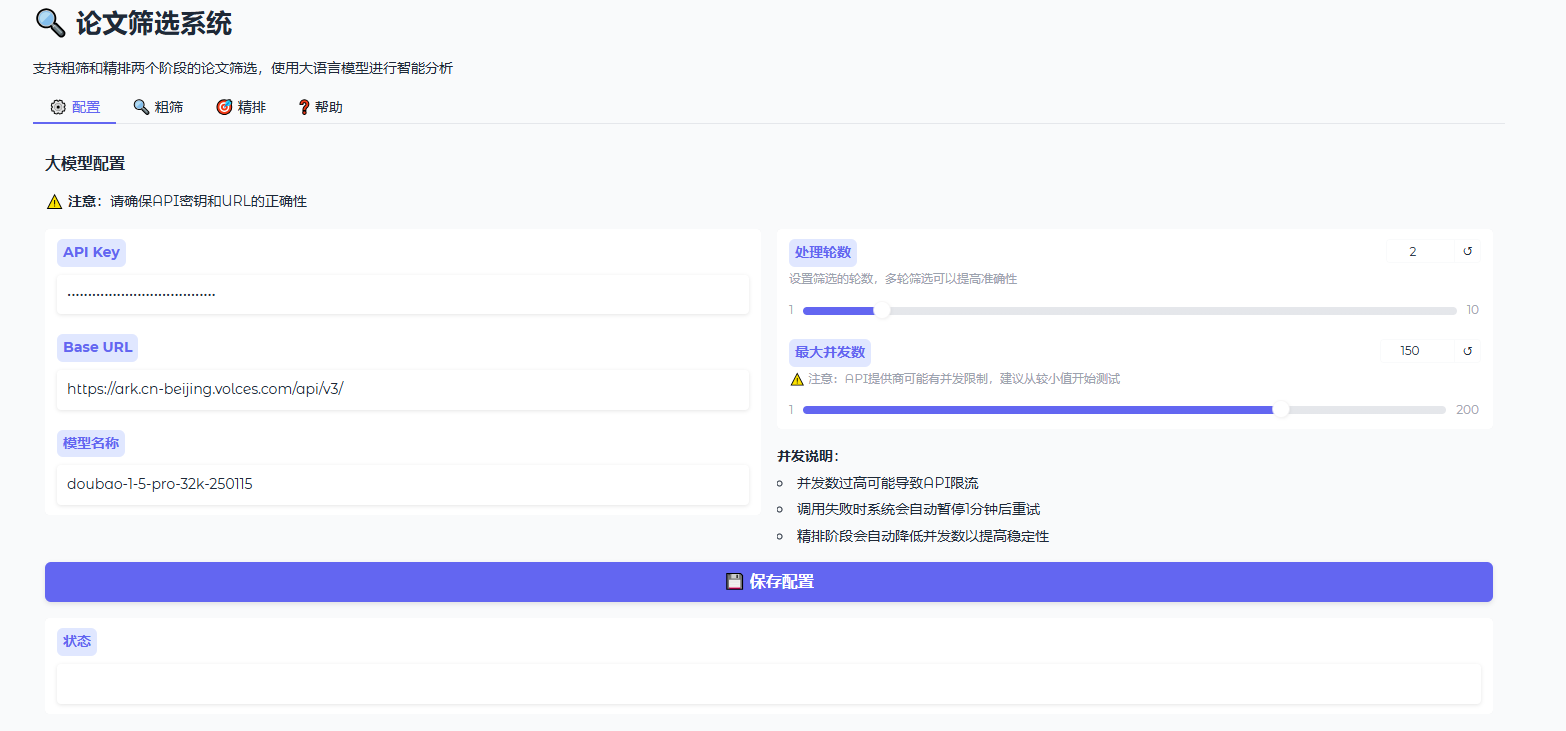 🔍 论文筛选系统
支持粗筛和精排两个阶段的论文筛选，使用大语言模型进行智能分析
⚙️ 配置
🔍 粗筛
🎯 精排
❓ 帮助
大模型配置
⚠️ 注意：请确保API密钥和URL的正确性
API Key
••••••••••••••••••••••••••••••••••••
Base URL
https://ark.cn-beijing.volces.com/api/v3/
模型名称
doubao-1-5-pro-32k-250115
处理轮数
2 ↺
设置筛选的轮数，多轮筛选可以提高准确性
1 10
最大并发数
150 ↺
⚠️ 注意：API提供商可能有并发限制，建议从较小值开始测试
1 200
并发说明：
并发数过高可能导致API限流
调用失败时系统会自动暂停1分钟后重试
精排阶段会自动降低并发数以提高稳定性
💾 保存配置
状态